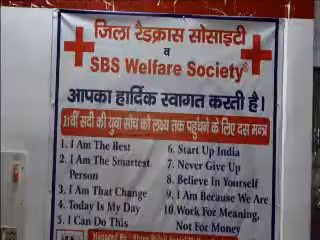 जिला रैडक्रास सोसाइटी
व
SBS Welfare Society
आपका हार्दिक स्वागत करती है।
21वीं सदी की युवा सोच को लक्ष्य तक पहुंचने के लिए दस मन्त्र
1. I Am The Best
2. I Am The Smartest
Person
3. I Am That Change
4. Today Is My Day
5. I Can Do This
6. Start Up India
7. Never Give Up
8. Believe In Yourself
9. I Am Because We Are
10. Work For Meaning,
Not For Money
Managed By :